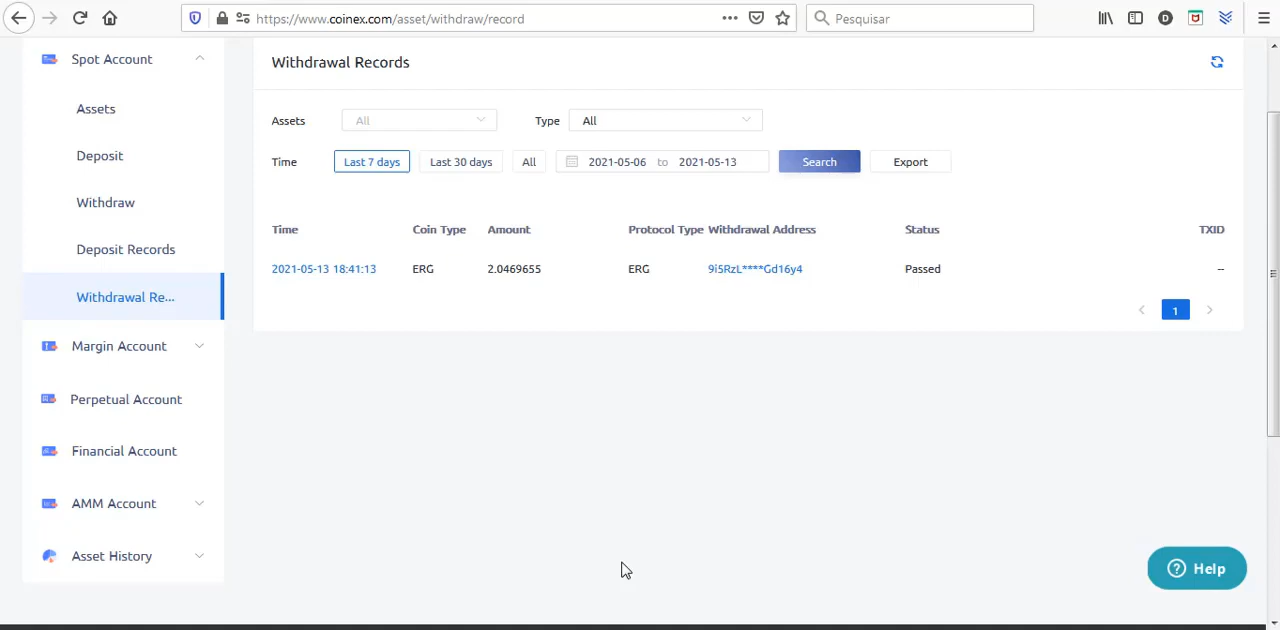 https://www.coinex.com/asset/withdraw/record
Pesquisar
Spot Account
Assets
Deposit
Withdraw
Deposit Records
Withdrawal Re...
Margin Account
Perpetual Account
Financial Account
AMM Account
Asset History
Withdrawal Records
Assets All Type All
Time Last 7 days Last 30 days All 2021-05-06 to 2021-05-13 Search Export
Time Coin Type Amount Protocol Type Withdrawal Address Status TXID
2021-05-13 18:41:13 ERG 2.0469655 ERG 9i5RzL****Gd16y4 Passed --
1
Help